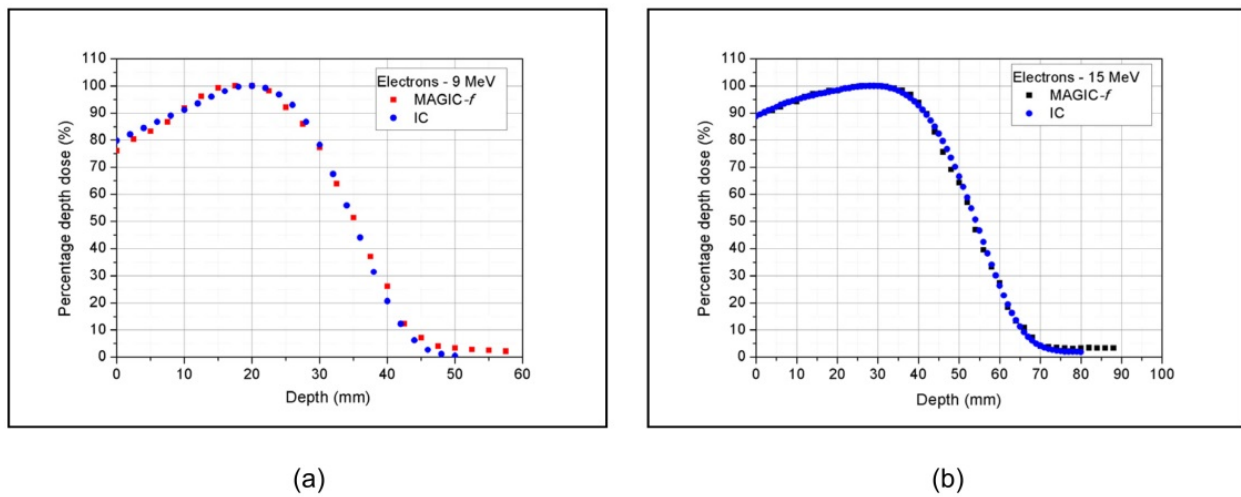 110
100
90
80
70
60
50
40
30
20
10
0
Percentage depth dose (%)
Electrons - 9 MeV
MAGIC-f
IC
0 10 20 30 40 50 60
Depth (mm)
(a)
110
100
90
80
70
60
50
40
30
20
10
0
Percentage depth dose (%)
Electrons - 15 MeV
MAGIC-f
IC
0 10 20 30 40 50 60 70 80 90 100
Depth (mm)
(b)